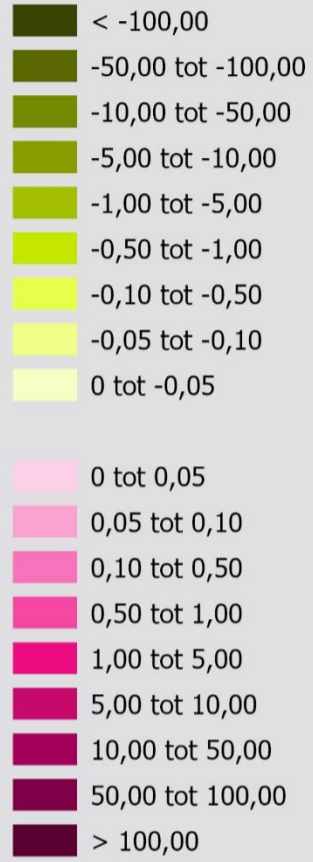 < -100,00
-50,00 tot -100,00
-10,00 tot -50,00
-5,00 tot -10,00
-1,00 tot -5,00
-0,50 tot -1,00
-0,10 tot -0,50
-0,05 tot -0,10
0 tot -0,05
0 tot 0,05
0,05 tot 0,10
0,10 tot 0,50
0,50 tot 1,00
1,00 tot 5,00
5,00 tot 10,00
10,00 tot 50,00
50,00 tot 100,00
> 100,00